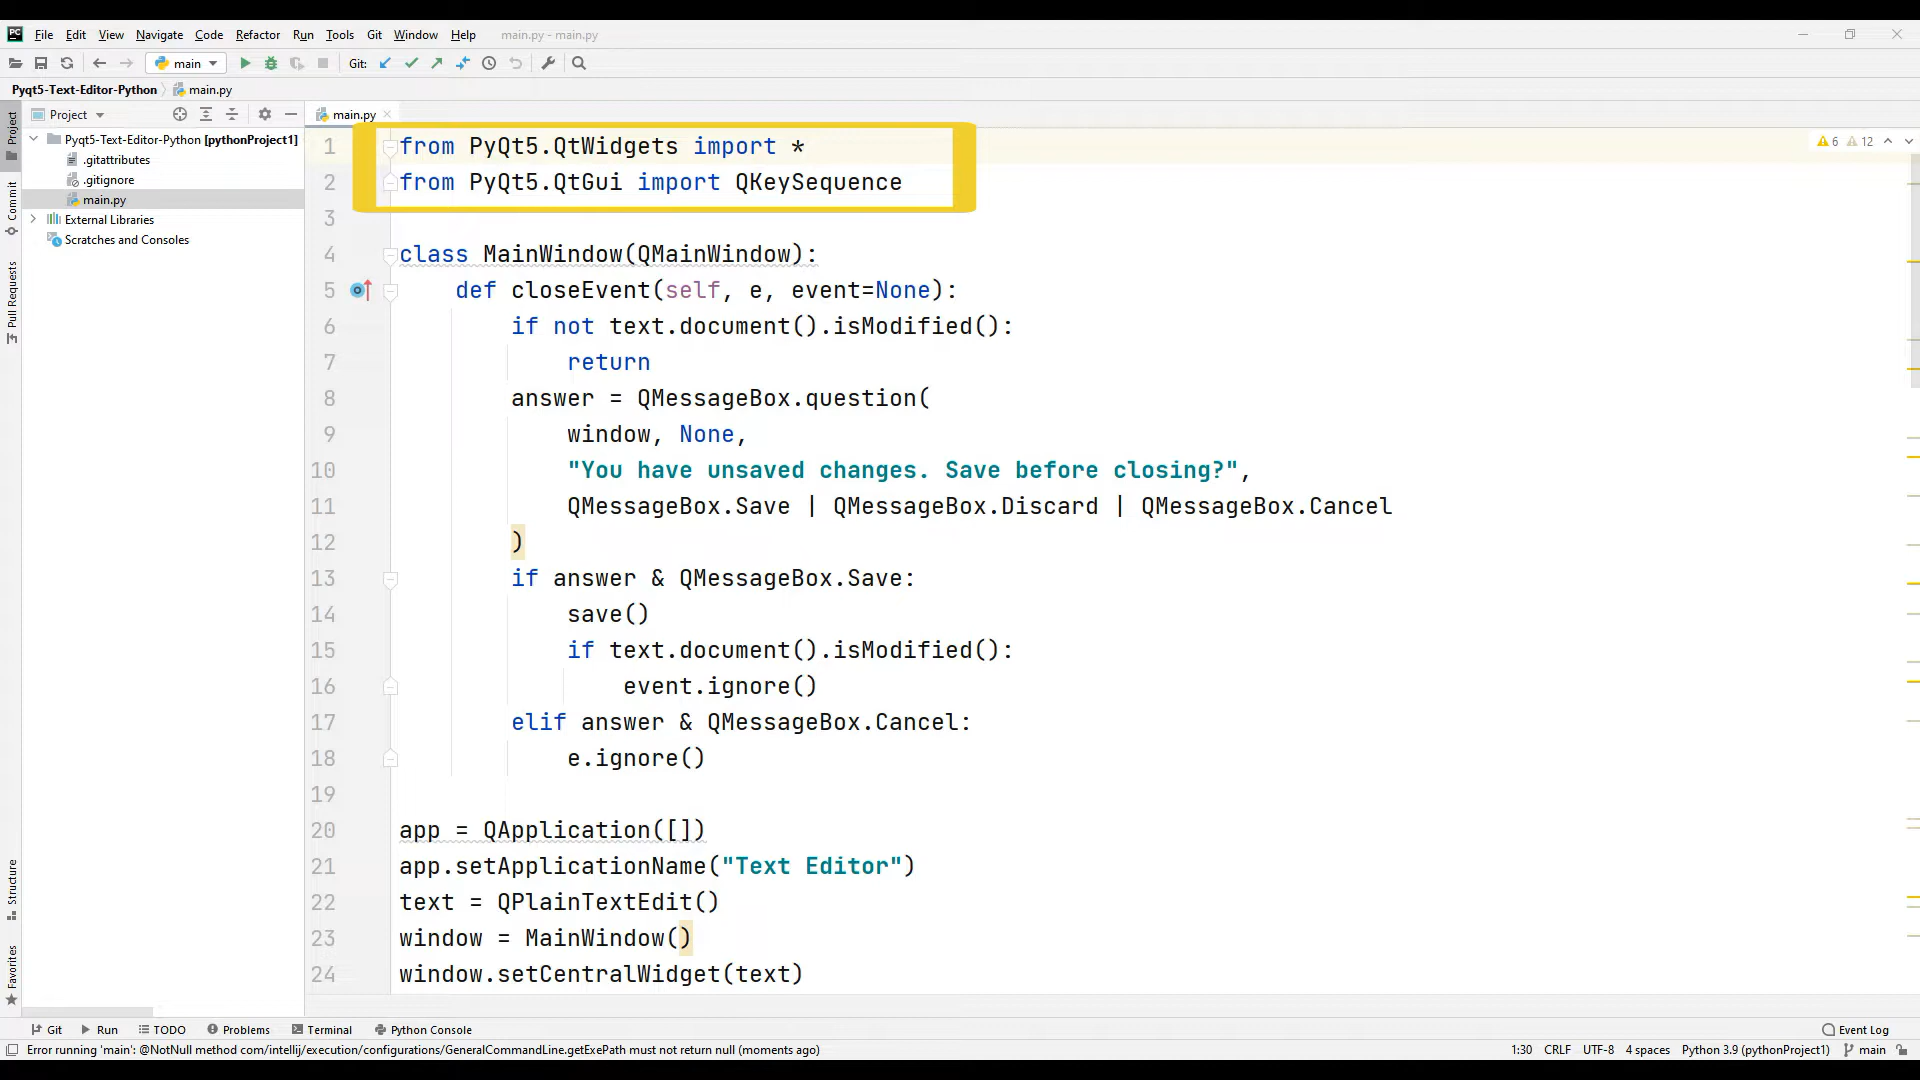 PC File Edit View Navigate Code Refactor Run Tools Git Window Help main.py - main.py
main Git:
Pyqt5-Text-Editor-Python main.py
Project main.py
Pyqt5-Text-Editor-Python [pythonProject1]
.gitattributes
.gitignore
main.py
External Libraries
Scratches and Consoles
Project
Commit
Pull Requests
Structure
Favorites
6 12
1 from PyQt5.QtWidgets import *
2 from PyQt5.QtGui import QKeySequence
3
4 class MainWindow(QMainWindow):
5 def closeEvent(self, e, event=None):
6 if not text.document().isModified():
7 return
8 answer = QMessageBox.question(
9 window, None,
10 "You have unsaved changes. Save before closing?",
11 QMessageBox.Save | QMessageBox.Discard | QMessageBox.Cancel
12 )
13 if answer & QMessageBox.Save:
14 save()
15 if text.document().isModified():
16 event.ignore()
17 elif answer & QMessageBox.Cancel:
18 e.ignore()
19
20 app = QApplication([])
21 app.setApplicationName("Text Editor")
22 text = QPlainTextEdit()
23 window = MainWindow()
24 window.setCentralWidget(text)
Git Run TODO Problems Terminal Python Console Event Log
Error running 'main': @NotNull method com/intellij/execution/configurations/GeneralCommandLine.getExePath must not return null (moments ago) 1:30 CRLF UTF-8 4 spaces Python 3.9 (pythonProject1) main